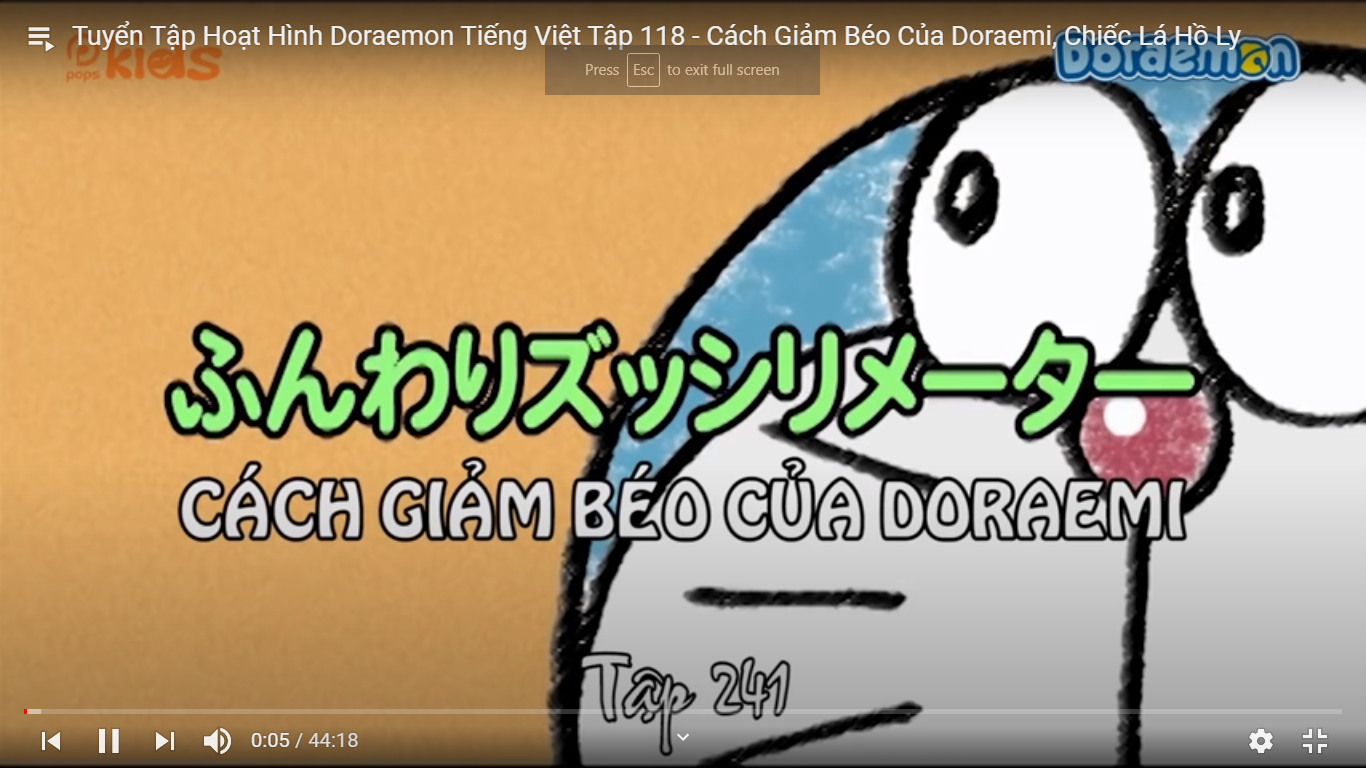 Tuyển Tập Hoạt Hình Doraemon Tiếng Việt Tập 118 - Cách Giảm Béo Của Doraemi, Chiếc Lá Hồ Ly
pops kids
Press Esc to exit full screen
Doraemon
ふんわりズッシリメーター
CÁCH GIẢM BÉO CỦA DORAEMI
Tập 241
0:05 / 44:18